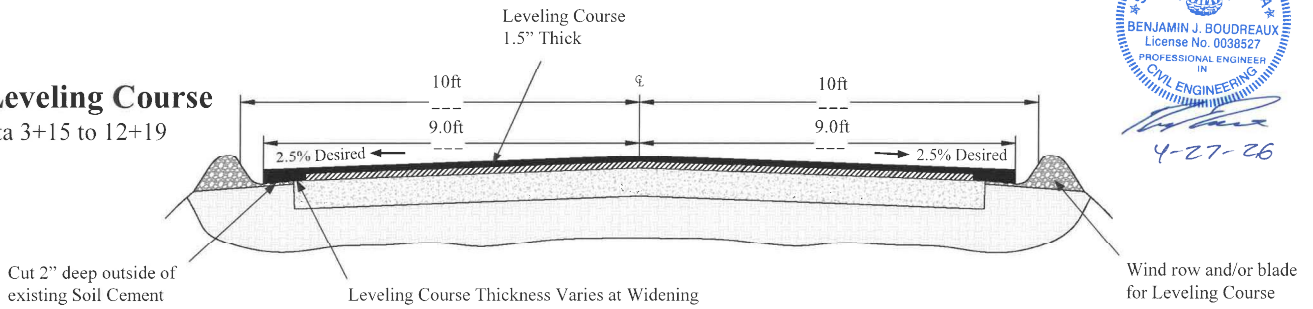 Leveling Course
1.5” Thick
BENJAMIN J. BOUDREAUX
License No. 0038527
PROFESSIONAL ENGINEER
IN
CIVIL ENGINEERING
4-27-26
Leveling Course
3+15 to 12+19
10ft
℄
10ft
9.0ft
9.0ft
2.5% Desired
2.5% Desired
Cut 2” deep outside of
existing Soil Cement
Leveling Course Thickness Varies at Widening
Wind row and/or blade
for Leveling Course